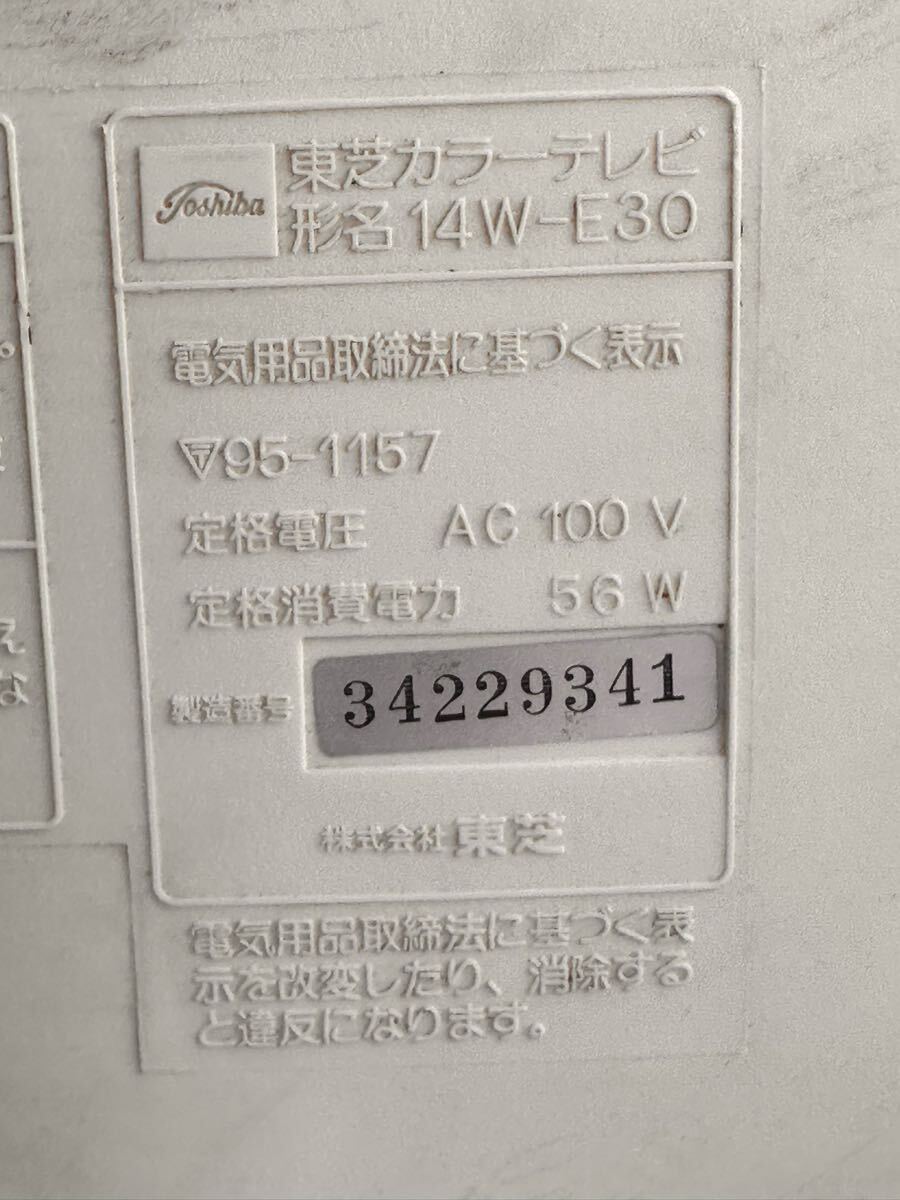 Toshiba
東芝カラーテレビ
形名 14W-E30
電気用品取締法に基づく表示
95-1157
定格電圧 AC 100 V
定格消費電力 56 W
製造番号 34229341
株式会社 東芝
電気用品取締法に基づく表
示を改変したり、消除する
と違反になります。
え
な